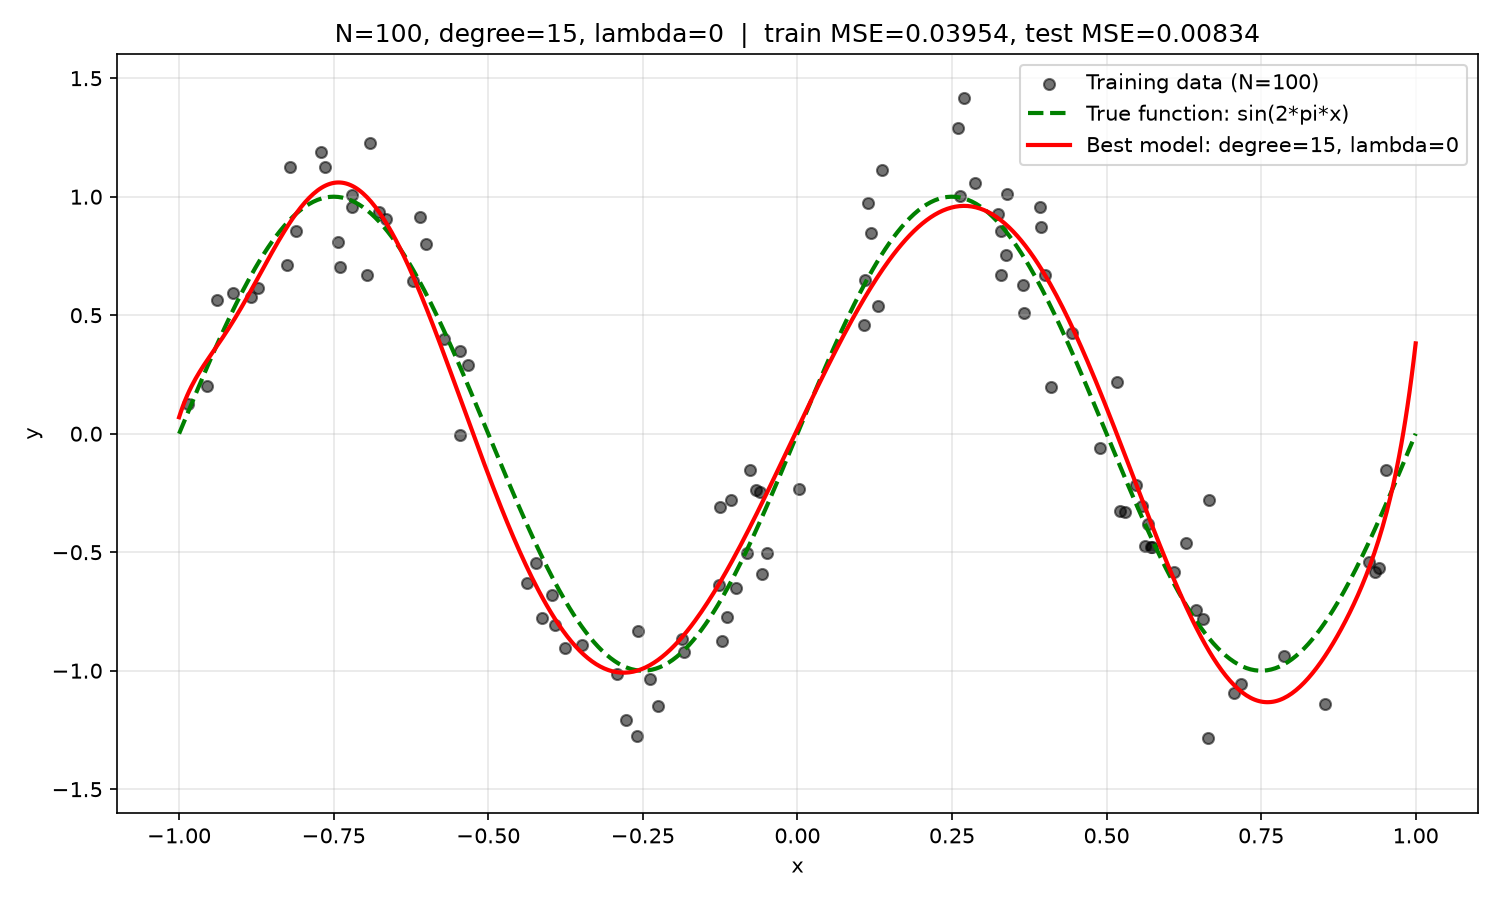 N=100, degree=15, lambda=0  |  train MSE=0.03954, test MSE=0.00834
Training data (N=100)
True function: sin(2*pi*x)
Best model: degree=15, lambda=0
1.5
1.0
0.5
0.0
−0.5
−1.0
−1.5
y
−1.00 −0.75 −0.50 −0.25 0.00 0.25 0.50 0.75 1.00
x